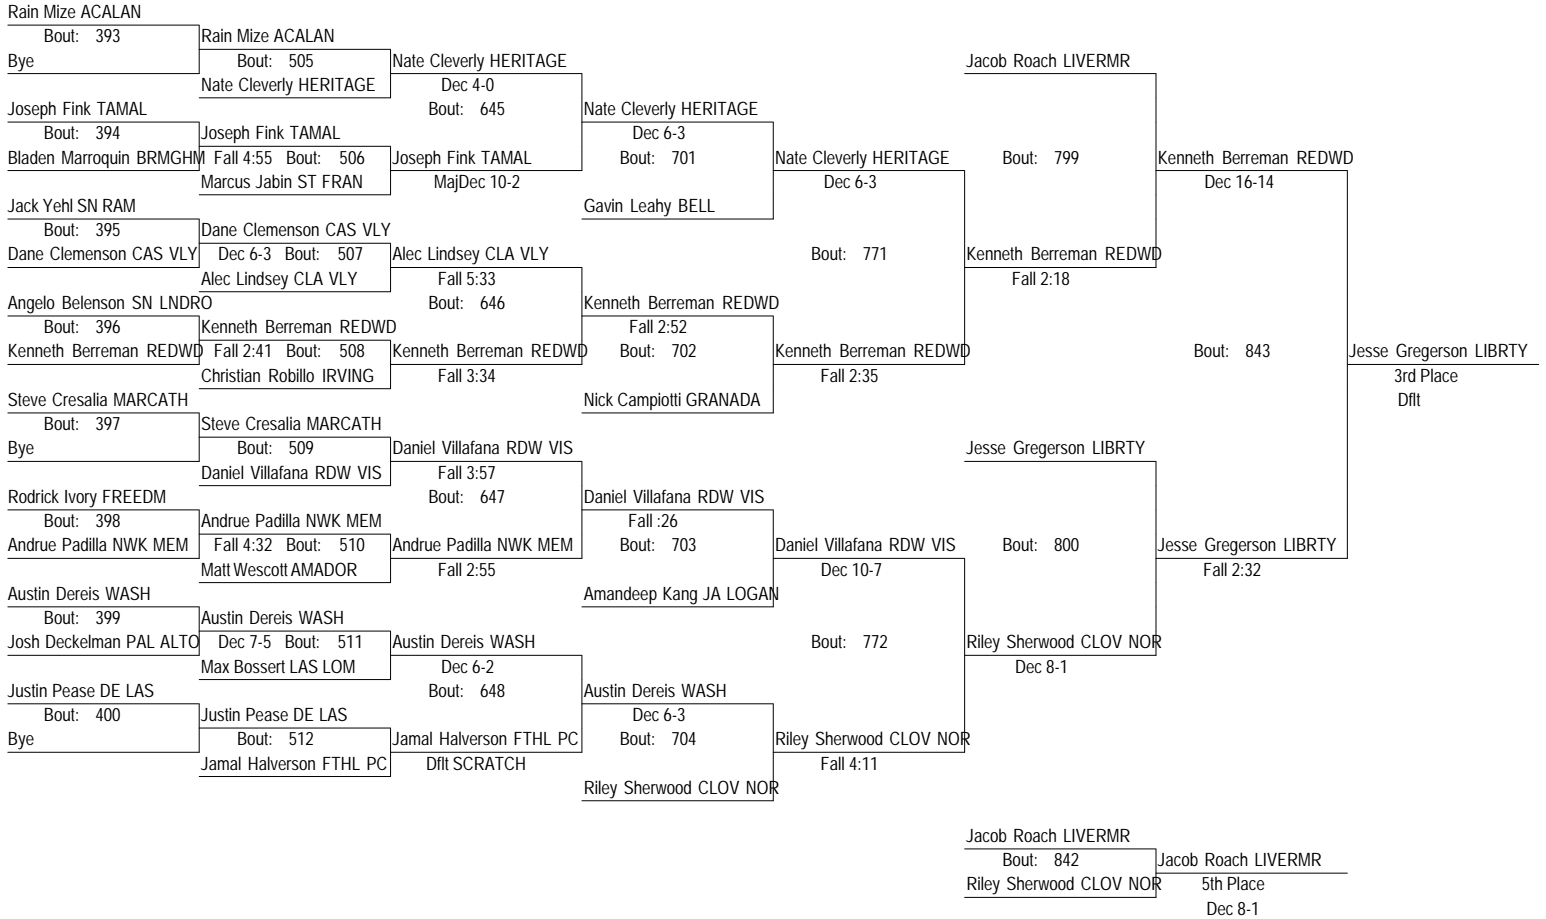 Rain Mize ACALAN
Bout: 393
Bye
Joseph Fink TAMAL
Bout: 394
Bladen Marroquin BRMGHM
Jack Yehl SN RAM
Bout: 395
Dane Clemenson CAS VLY
Angelo Belenson SN LNDRO
Bout: 396
Kenneth Berreman REDWD
Steve Cresalia MARCATH
Bout: 397
Bye
Rodrick Ivory FREEDM
Bout: 398
Andrue Padilla NWK MEM
Austin Dereis WASH
Bout: 399
Josh Deckelman PAL ALTO
Justin Pease DE LAS
Bout: 400
Bye
Rain Mize ACALAN
Bout: 505
Nate Cleverly HERITAGE
Joseph Fink TAMAL
Fall 4:55 Bout: 506
Marcus Jabin ST FRAN
Dane Clemenson CAS VLY
Dec 6-3 Bout: 507
Alec Lindsey CLA VLY
Kenneth Berreman REDWD
Fall 2:41 Bout: 508
Christian Robillo IRVING
Steve Cresalia MARCATH
Bout: 509
Daniel Villafana RDW VIS
Andrue Padilla NWK MEM
Fall 4:32 Bout: 510
Matt Wescott AMADOR
Austin Dereis WASH
Dec 7-5 Bout: 511
Max Bossert LAS LOM
Justin Pease DE LAS
Bout: 512
Jamal Halverson FTHL PC
Nate Cleverly HERITAGE
Dec 4-0
Bout: 645
Joseph Fink TAMAL
MajDec 10-2
Alec Lindsey CLA VLY
Fall 5:33
Bout: 646
Kenneth Berreman REDWD
Fall 3:34
Daniel Villafana RDW VIS
Fall 3:57
Bout: 647
Andrue Padilla NWK MEM
Fall 2:55
Austin Dereis WASH
Dec 6-2
Bout: 648
Jamal Halverson FTHL PC
Dflt SCRATCH
Nate Cleverly HERITAGE
Dec 6-3
Bout: 701
Gavin Leahy BELL
Kenneth Berreman REDWD
Fall 2:52
Bout: 702
Nick Campiotti GRANADA
Daniel Villafana RDW VIS
Fall :26
Bout: 703
Amandeep Kang JA LOGAN
Austin Dereis WASH
Dec 6-3
Bout: 704
Riley Sherwood CLOV NOR
Nate Cleverly HERITAGE
Dec 6-3
Bout: 771
Kenneth Berreman REDWD
Fall 2:35
Daniel Villafana RDW VIS
Dec 10-7
Bout: 772
Riley Sherwood CLOV NOR
Fall 4:11
Jacob Roach LIVERMR
Bout: 799
Kenneth Berreman REDWD
Fall 2:18
Jesse Gregerson LIBRTY
Bout: 800
Riley Sherwood CLOV NOR
Dec 8-1
Kenneth Berreman REDWD
Dec 16-14
Bout: 843
Jesse Gregerson LIBRTY
Fall 2:32
Jesse Gregerson LIBRTY
3rd Place
Dflt
Jacob Roach LIVERMR
Bout: 842
Riley Sherwood CLOV NOR
Jacob Roach LIVERMR
5th Place
Dec 8-1